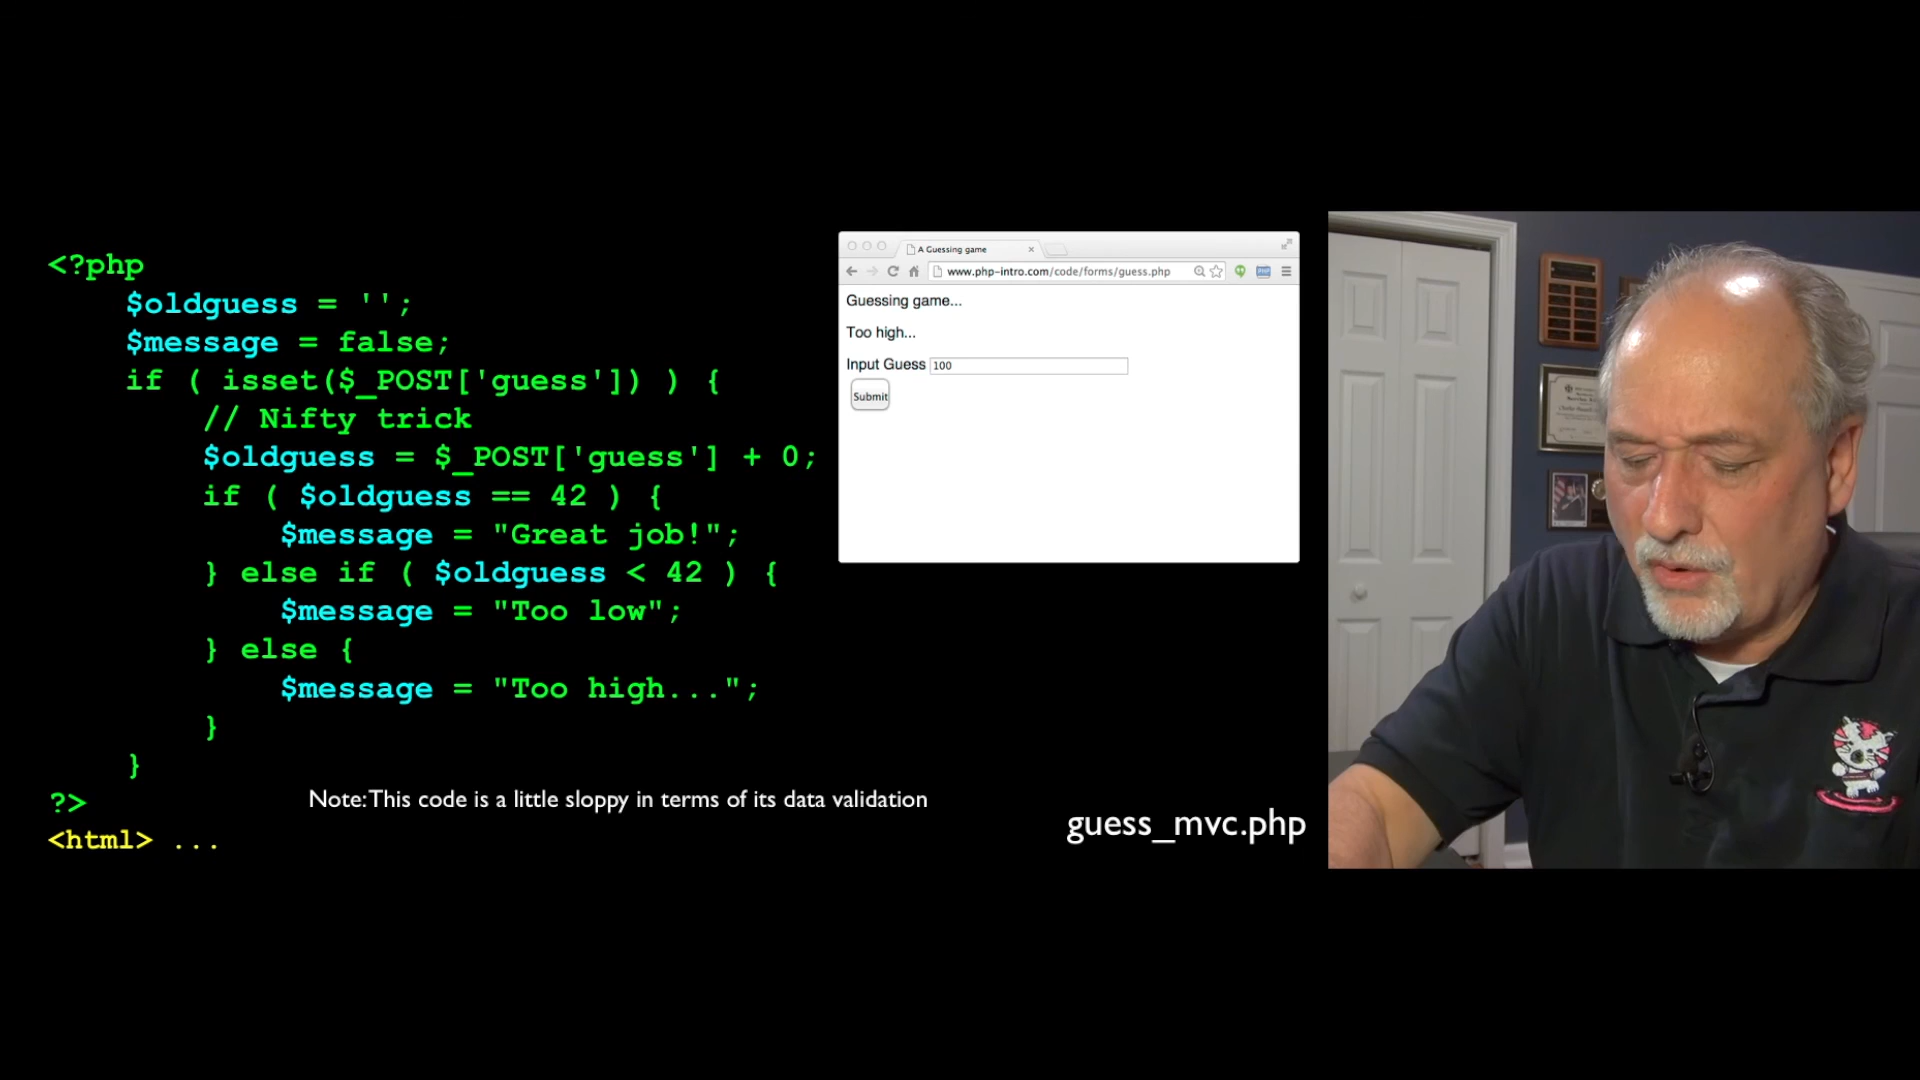 <?php
$oldguess = '';
$message = false;
if ( isset($_POST['guess']) ) {
// Nifty trick
$oldguess = $_POST['guess'] + 0;
if ( $oldguess == 42 ) {
$message = "Great job!";
} else if ( $oldguess < 42 ) {
$message = "Too low";
} else {
$message = "Too high...";
}
}
?>
<html> ...
Note:This code is a little sloppy in terms of its data validation
A Guessing game
www.php-intro.com/code/forms/guess.php
Guessing game...
Too high...
Input Guess 100
Submit
guess_mvc.php